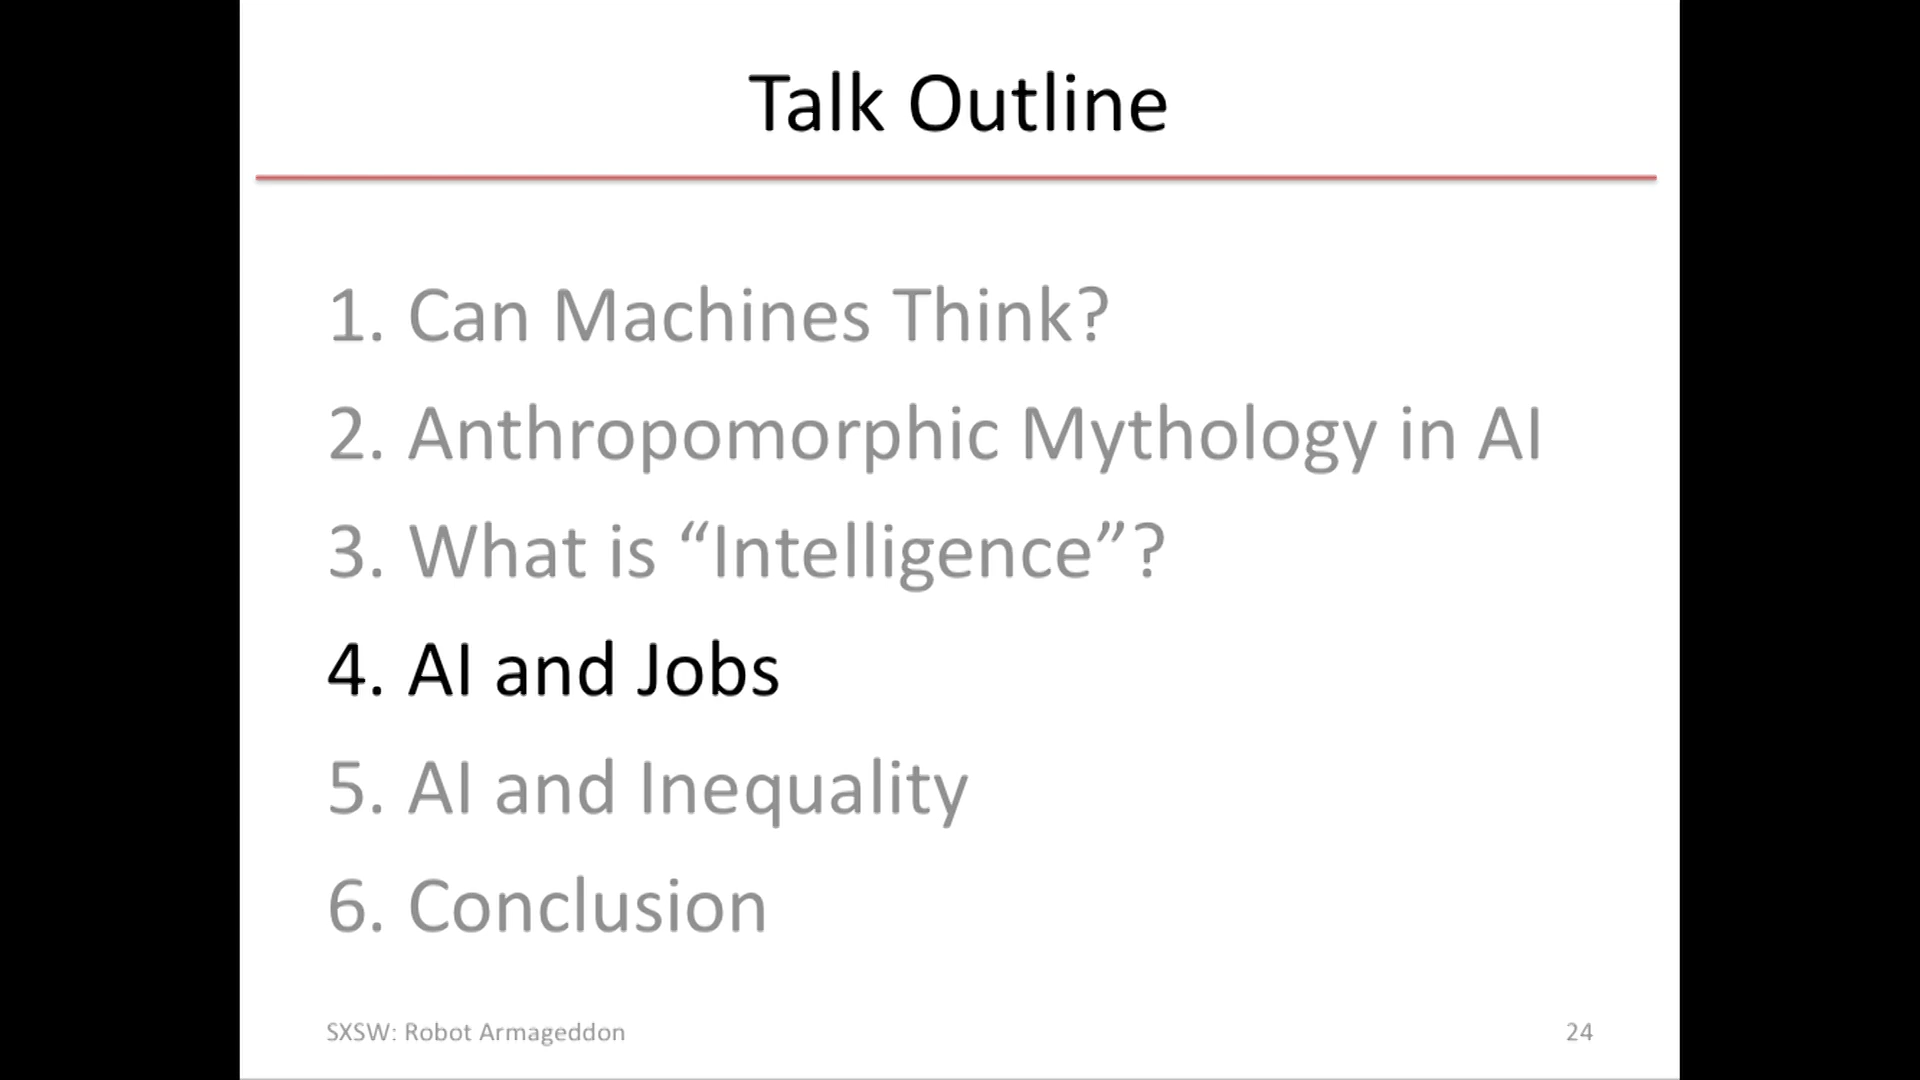 Talk Outline
1. Can Machines Think?
2. Anthropomorphic Mythology in AI
3. What is “Intelligence”?
4. AI and Jobs
5. AI and Inequality
6. Conclusion
SXSW: Robot Armageddon
24